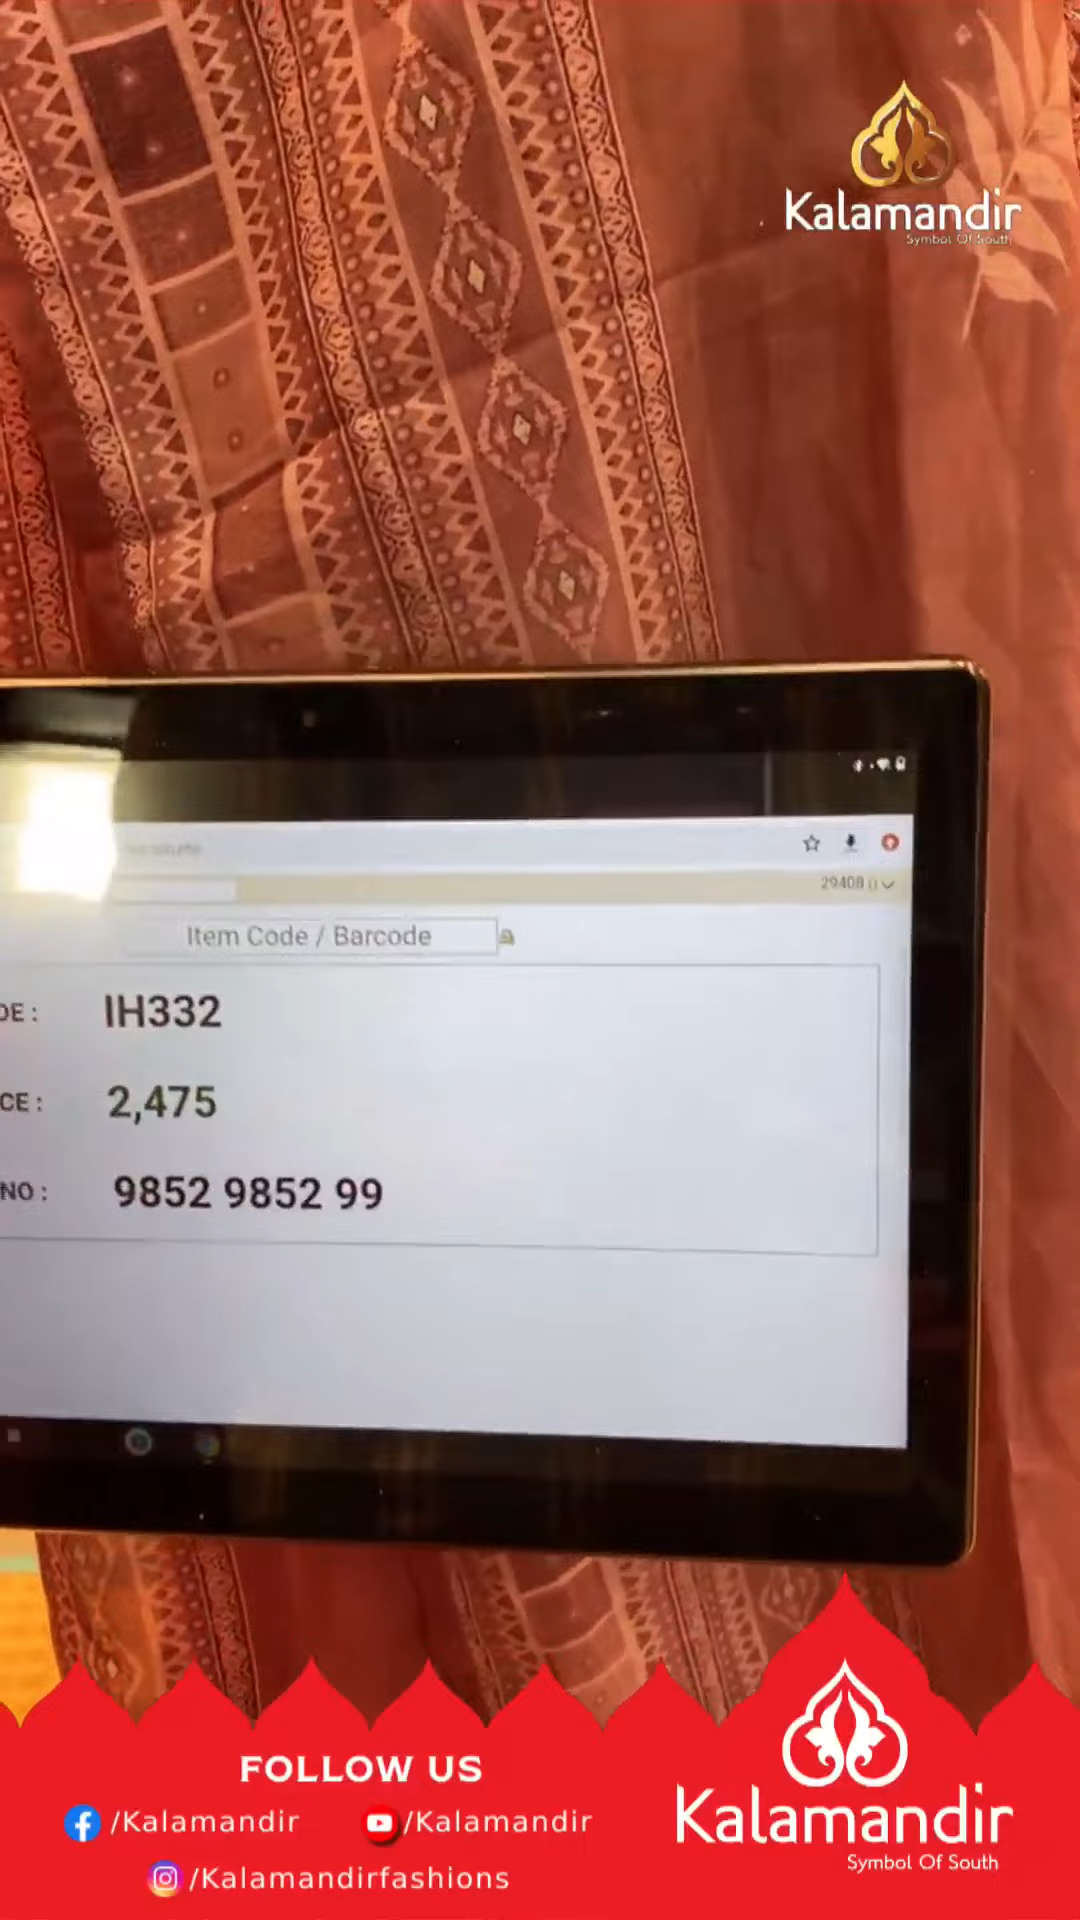 Kalamandir
Symbol Of South
29408
Item Code / Barcode
DE : IH332
CE : 2,475
NO : 9852 9852 99
FOLLOW US
/Kalamandir /Kalamandir
/Kalamandirfashions
Kalamandir
Symbol Of South